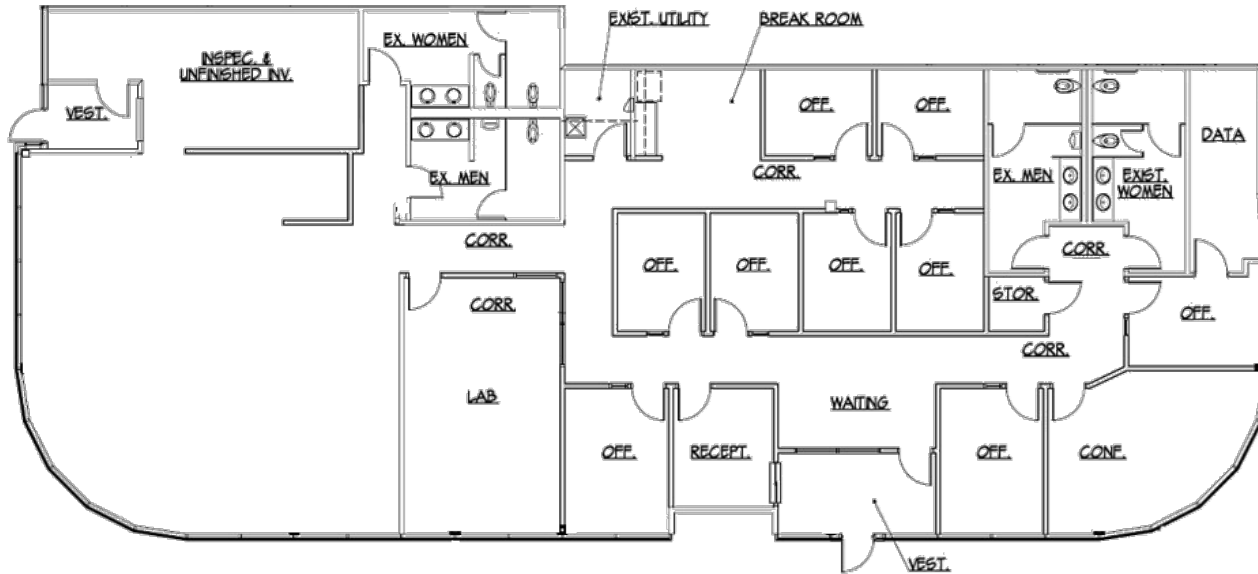 EXIST. UTILITY
BREAK ROOM
EX. WOMEN
INSPEC. &
UNFINISHED INV.
VEST.
OFF.
OFF.
DATA
EX. MEN
CORR.
EX. MEN
EXIST.
WOMEN
CORR.
CORR.
OFF.
OFF.
OFF.
OFF.
CORR.
STOR.
OFF.
CORR.
LAB
WAITING
OFF.
RECEPT.
OFF.
CONF.
VEST.